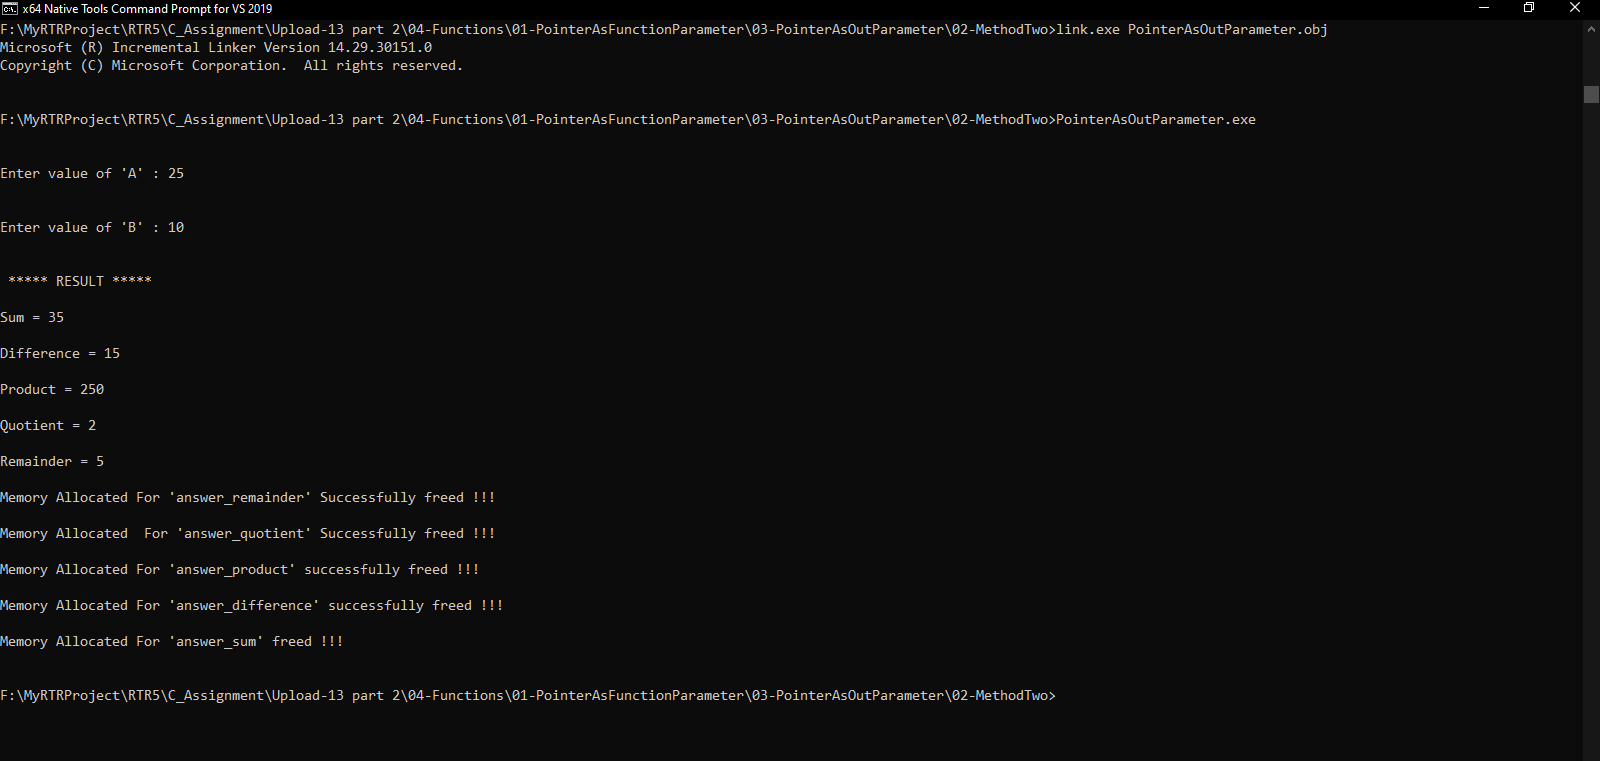 x64 Native Tools Command Prompt for VS 2019
F:\MyRTRProject\RTR5\C_Assignment\Upload-13 part 2\04-Functions\01-PointerAsFunctionParameter\03-PointerAsOutParameter\02-MethodTwo>link.exe PointerAsOutParameter.obj
Microsoft (R) Incremental Linker Version 14.29.30151.0
Copyright (C) Microsoft Corporation.  All rights reserved.
F:\MyRTRProject\RTR5\C_Assignment\Upload-13 part 2\04-Functions\01-PointerAsFunctionParameter\03-PointerAsOutParameter\02-MethodTwo>PointerAsOutParameter.exe
Enter value of 'A' : 25
Enter value of 'B' : 10
***** RESULT *****
Sum = 35
Difference = 15
Product = 250
Quotient = 2
Remainder = 5
Memory Allocated For 'answer_remainder' Successfully freed !!!
Memory Allocated  For 'answer_quotient' Successfully freed !!!
Memory Allocated For 'answer_product' successfully freed !!!
Memory Allocated For 'answer_difference' successfully freed !!!
Memory Allocated For 'answer_sum' freed !!!
F:\MyRTRProject\RTR5\C_Assignment\Upload-13 part 2\04-Functions\01-PointerAsFunctionParameter\03-PointerAsOutParameter\02-MethodTwo>